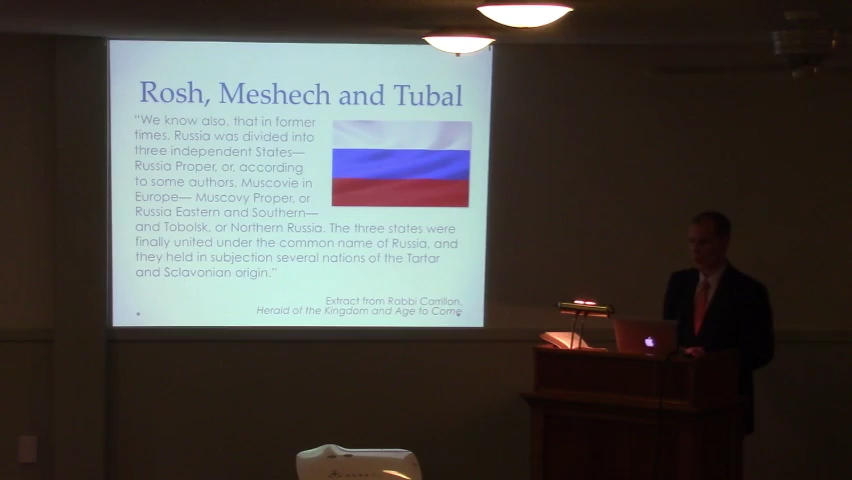 Rosh, Meshech and Tubal
"We know also, that in former
times, Russia was divided into
three independent States—
Russia Proper, or, according
to some authors, Muscovie in
Europe— Muscovy Proper, or
Russia Eastern and Southern—
and Tobolsk, or Northern Russia. The three states were
finally united under the common name of Russia, and
they held in subjection several nations of the Tartar
and Sclavonian origin."
Extract from Rabbi Carrilon,
Herald of the Kingdom and Age to Come